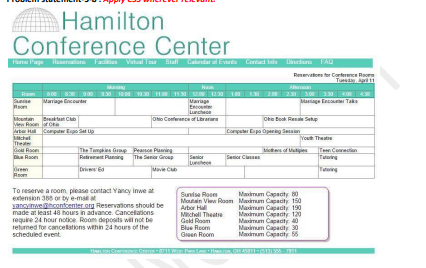 Problem statement-3-8 : Apply CSS wherever relevant.
Hamilton
Conference Center
Home Page Reservations Facilities Virtual Tour Staff Calendar of Events Contact Info Directions FAQ
Reservations for Conference Rooms
Tuesday, April 11
Morning Noon Afternoon
Room 8:00 8:30 9:00 9:30 10:00 10:30 11:00 11:30 12:00 12:30 1:00 1:30 2:00 2:30 3:00 3:30 4:00 4:30
Sunrise Room Marriage Encounter Marriage Encounter Luncheon Marriage Encounter Talks
Mountain View Room Breakfast Club of Ohio Ohio Conference of Librarians Ohio Book Resale Setup
Arbor Hall Computer Expo Set Up Computer Expo Opening Session
Mitchell Theater Youth Theatre
Gold Room The Tompkins Group Pearson Planning Mothers of Multiples Teen Connection
Blue Room Retirement Planning The Senior Group Senior Luncheon Senior Classes Tutoring
Green Room Drivers' Ed Movie Club Tutoring
To reserve a room, please contact Yancy Inwe at
extension 388 or by e-mail at
yancyinwe@hconfcenter.org Reservations should be
made at least 48 hours in advance. Cancellations
require 24 hour notice. Room deposits will not be
returned for cancellations within 24 hours of the
scheduled event.
Sunrise Room Maximum Capacity: 80
Moutain View Room Maximum Capacity: 150
Arbor Hall Maximum Capacity: 190
Mitchell Theatre Maximum Capacity: 120
Gold Room Maximum Capacity: 40
Blue Room Maximum Capacity: 30
Green Room Maximum Capacity: 55
Hamilton Conference Center